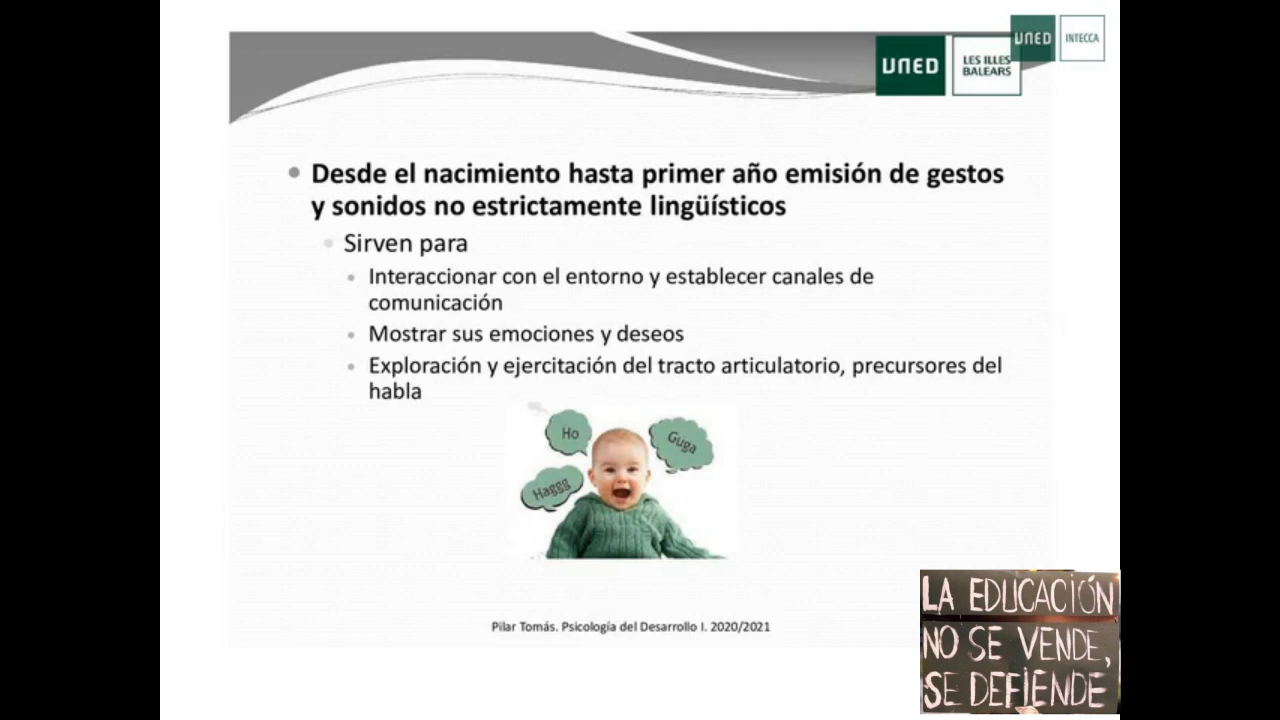 UNED
INTECCA
UNED
LES ILLES
BALEARS
Desde el nacimiento hasta primer año emisión de gestos
y sonidos no estrictamente lingüísticos
Sirven para
Interaccionar con el entorno y establecer canales de
comunicación
Mostrar sus emociones y deseos
Exploración y ejercitación del tracto articulatorio, precursores del
habla
Ho
Guga
Haggg
Pilar Tomás. Psicología del Desarrollo I. 2020/2021
LA EDUCACIÓN
NO SE VENDE,
SE DEFIENDE